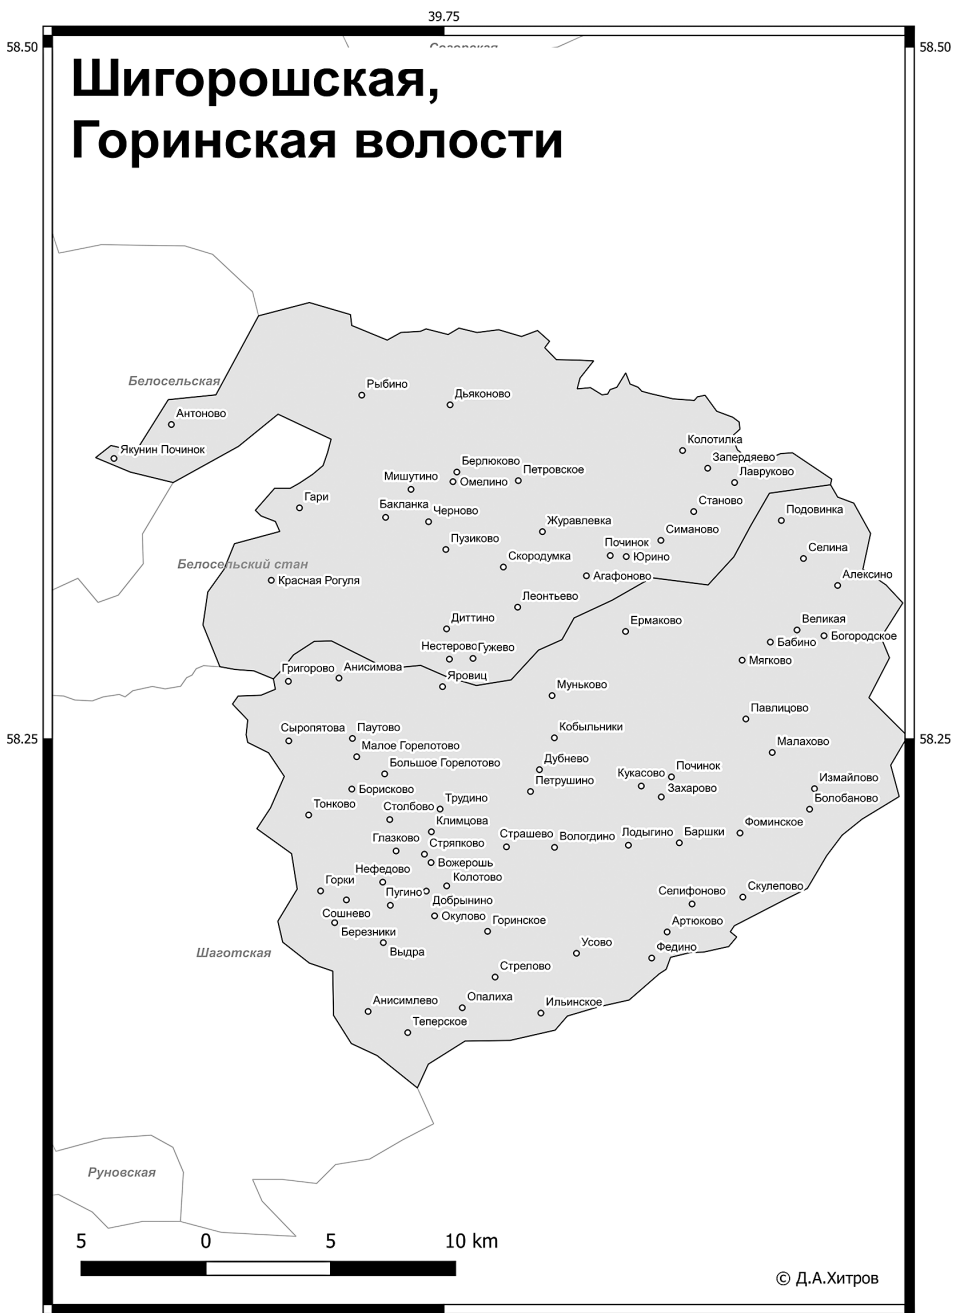 39.75
58.50
58.50
Согорская
Шигорошская,
Горинская волости
Белосельская
Рыбино
Дьяконово
Антоново
Якунин Починок
Колотилка
Запердяево
Лавруково
Берлюково
Петровское
Мишутино
Омелино
Гари
Бакланка
Черново
Станово
Подовинка
Журавлевка
Симаново
Пузиково
Починок
Юрино
Скородумка
Селина
Белосельский стан
Красная Рогуля
Агафоново
Алексино
Леонтьево
Диттино
Ермаково
Великая
Богородское
Бабино
Нестерово
Гужево
Мягково
Григорово
Анисимова
Яровиц
Муньково
Павлицово
Сыропятова
Паутово
Кобыльники
58.25
58.25
Малое Горелотово
Малахово
Большое Горелотово
Дубнево
Петрушино
Кукасово
Починок
Захарово
Измайлово
Борисково
Болобаново
Тонково
Столбово
Трудино
Климцова
Фоминское
Глазково
Стряпково
Страшево
Вологдино
Лодыгино
Баршки
Вожерошь
Нефедово
Колотово
Горки
Пугино
Добрынино
Селифоново
Скулепово
Сошнево
Окулово
Горинское
Артюково
Березники
Выдра
Усово
Федино
Шаготская
Стрелово
Анисимлево
Опалиха
Ильинское
Теперское
Руновская
5 0 5 10 km
© Д.А.Хитров